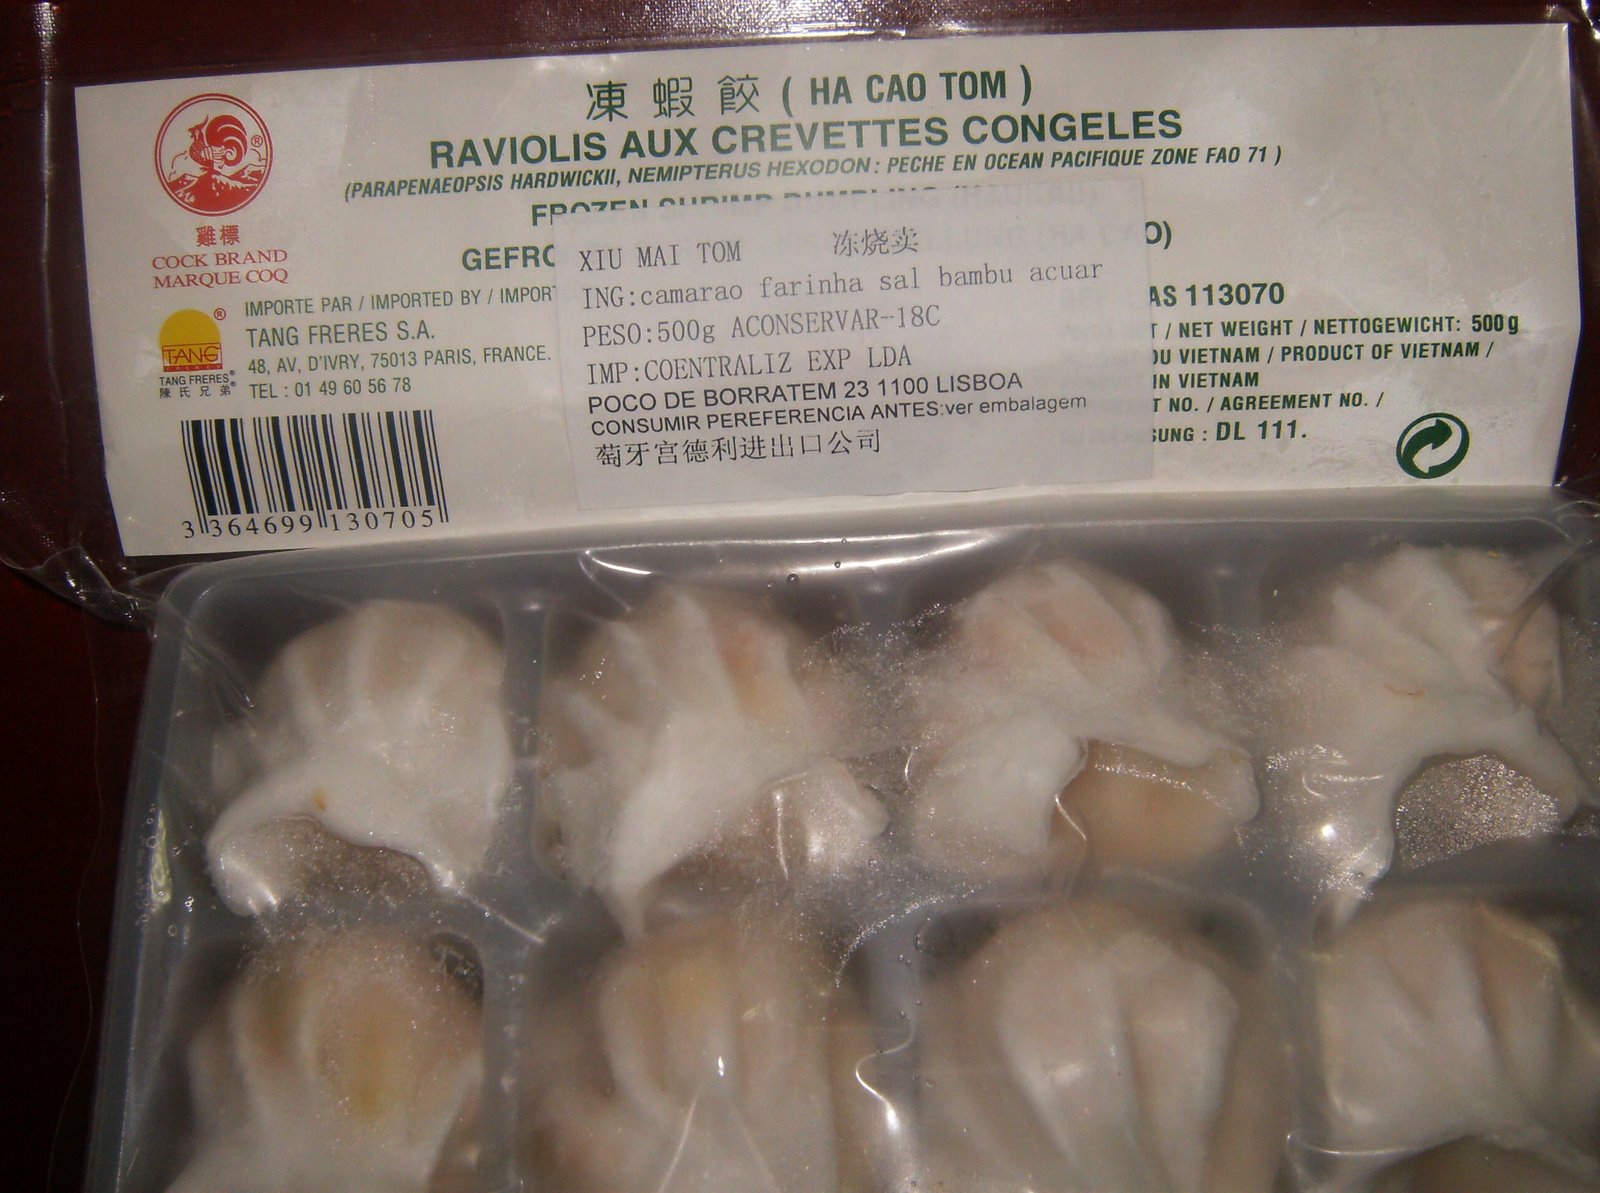 凍 蝦 餃 ( HA CAO TOM )
RAVIOLIS AUX CREVETTES CONGELES
(PARAPENAEOPSIS HARDWICKII, NEMIPTERUS HEXODON : PECHE EN OCEAN PACIFIQUE ZONE FAO 71 )
FROZEN SHRIMP DUMPLING
GEFRO
O)
®
雞標
COCK BRAND
MARQUE COQ
®
TANG
FRERES
TANG FRERES®
陳氏兄弟®
IMPORTE PAR / IMPORTED BY / IMPORT
TANG FRERES S.A.
48, AV, D'IVRY, 75013 PARIS, FRANCE.
TEL : 01 49 60 56 78
3 364699 130705
XIU MAI TOM 冻烧卖
ING:camarao farinha sal bambu acuar
PESO:500g ACONSERVAR-18C
IMP:COENTRALIZ EXP LDA
POCO DE BORRATEM 23 1100 LISBOA
CONSUMIR PEREFERENCIA ANTES:ver embalagem
萄牙宫德利进出口公司
AS 113070
T / NET WEIGHT / NETTOGEWICHT: 500 g
DU VIETNAM / PRODUCT OF VIETNAM /
IN VIETNAM
T NO. / AGREEMENT NO. /
SUNG : DL 111.